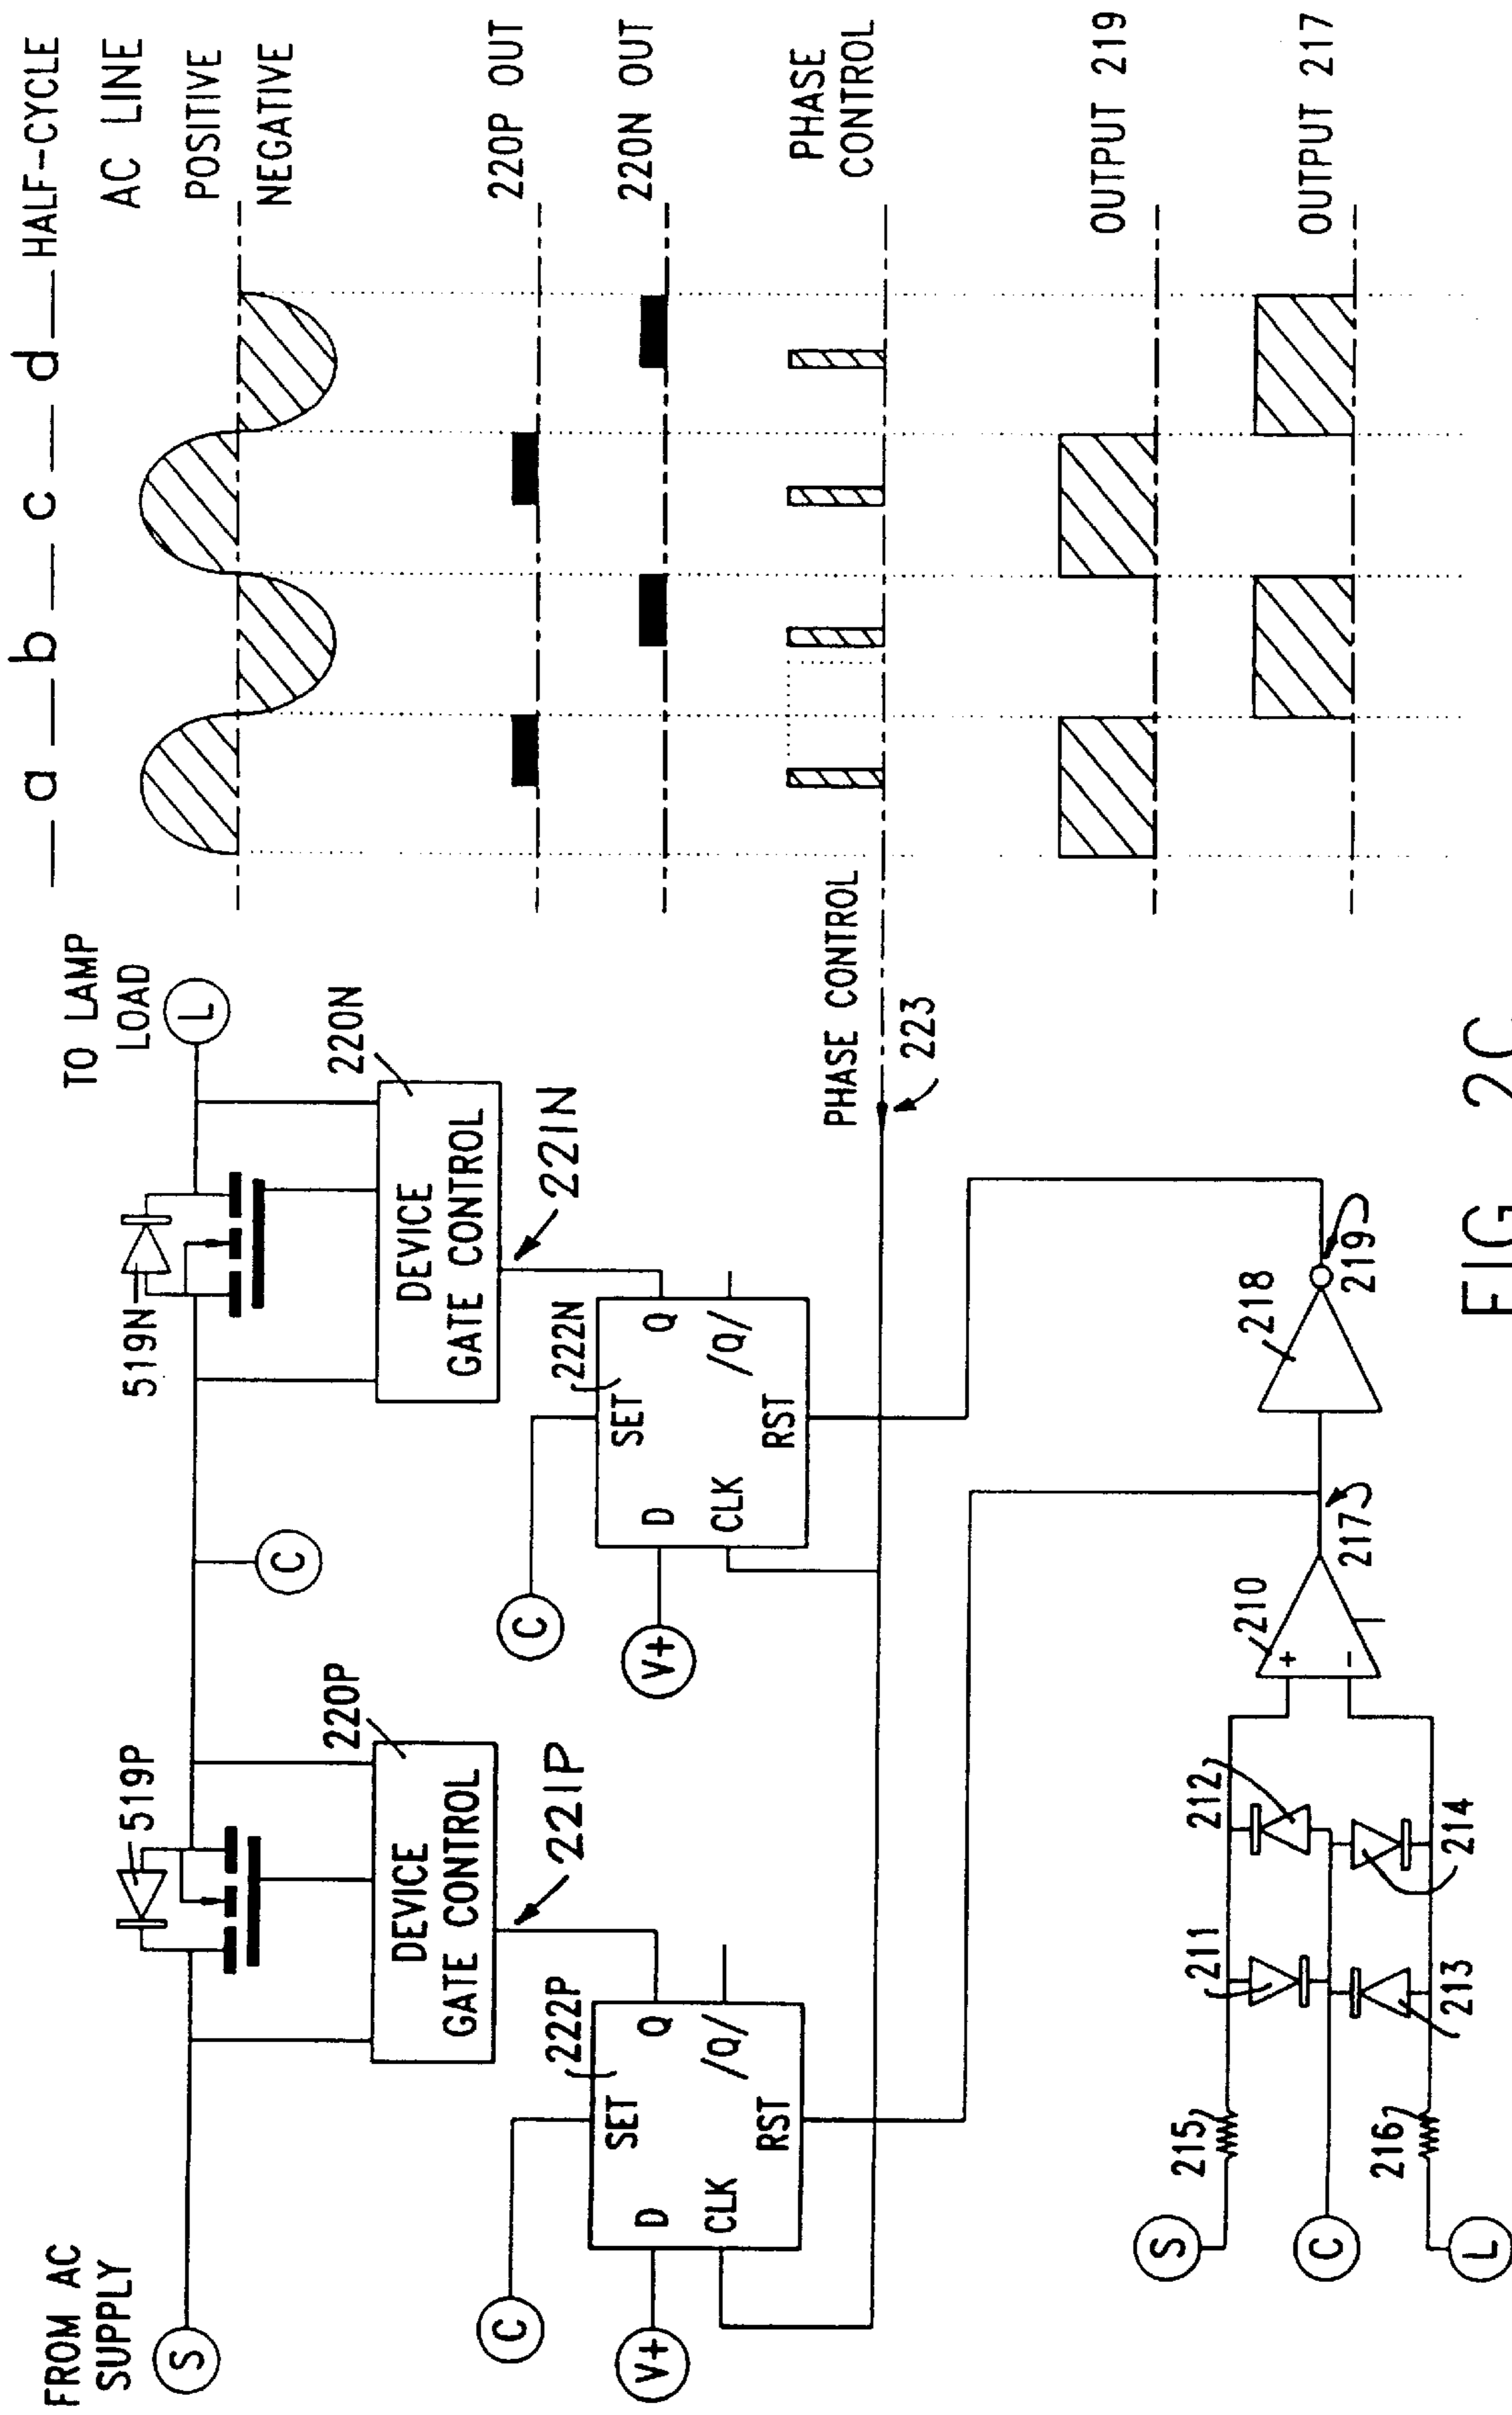 FROM AC
SUPPLY
S
519P
C
519N
TO LAMP
LOAD
L
220P
DEVICE
GATE CONTROL
221P
220N
DEVICE
GATE CONTROL
221N
C
V+
222P
SET
D
Q
CLK
/Q/
RST
C
V+
222N
SET
D
Q
CLK
/Q/
RST
PHASE CONTROL
223
S
215
211
212
C
216
213
214
L
210
+
-
217
218
219
a b c d HALF-CYCLE
AC LINE
POSITIVE
NEGATIVE
220P OUT
220N OUT
PHASE
CONTROL
OUTPUT 219
OUTPUT 217
FIG. 2C